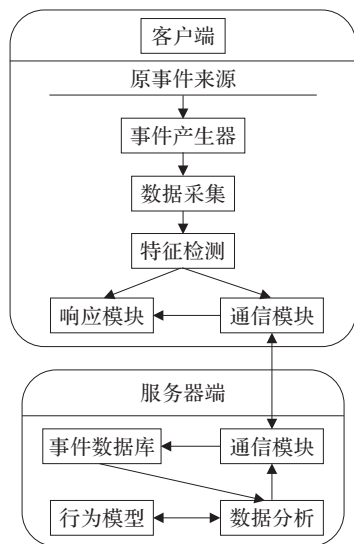 客户端
原事件来源
事件产生器
数据采集
特征检测
响应模块 通信模块
服务器端
事件数据库 通信模块
行为模型 数据分析